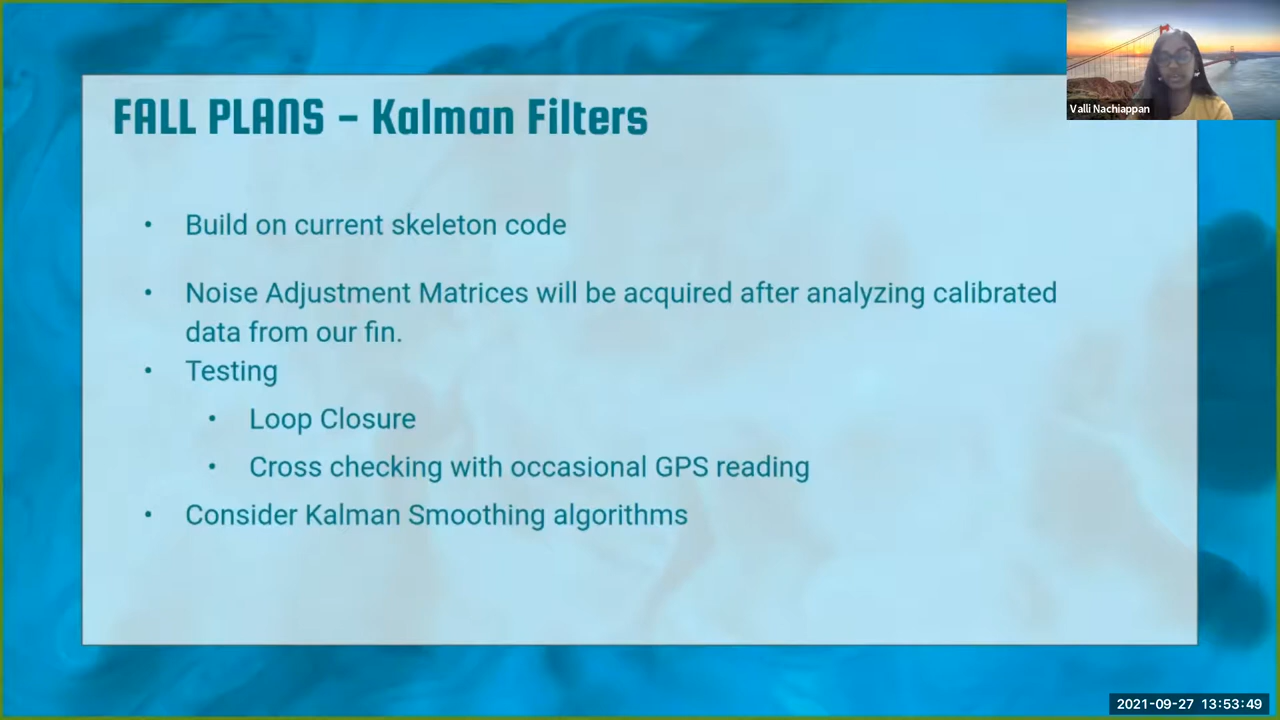 FALL PLANS – Kalman Filters
Valli Nachiappan
• Build on current skeleton code
• Noise Adjustment Matrices will be acquired after analyzing calibrated
data from our fin.
• Testing
• Loop Closure
• Cross checking with occasional GPS reading
• Consider Kalman Smoothing algorithms
2021-09-27 13:53:49